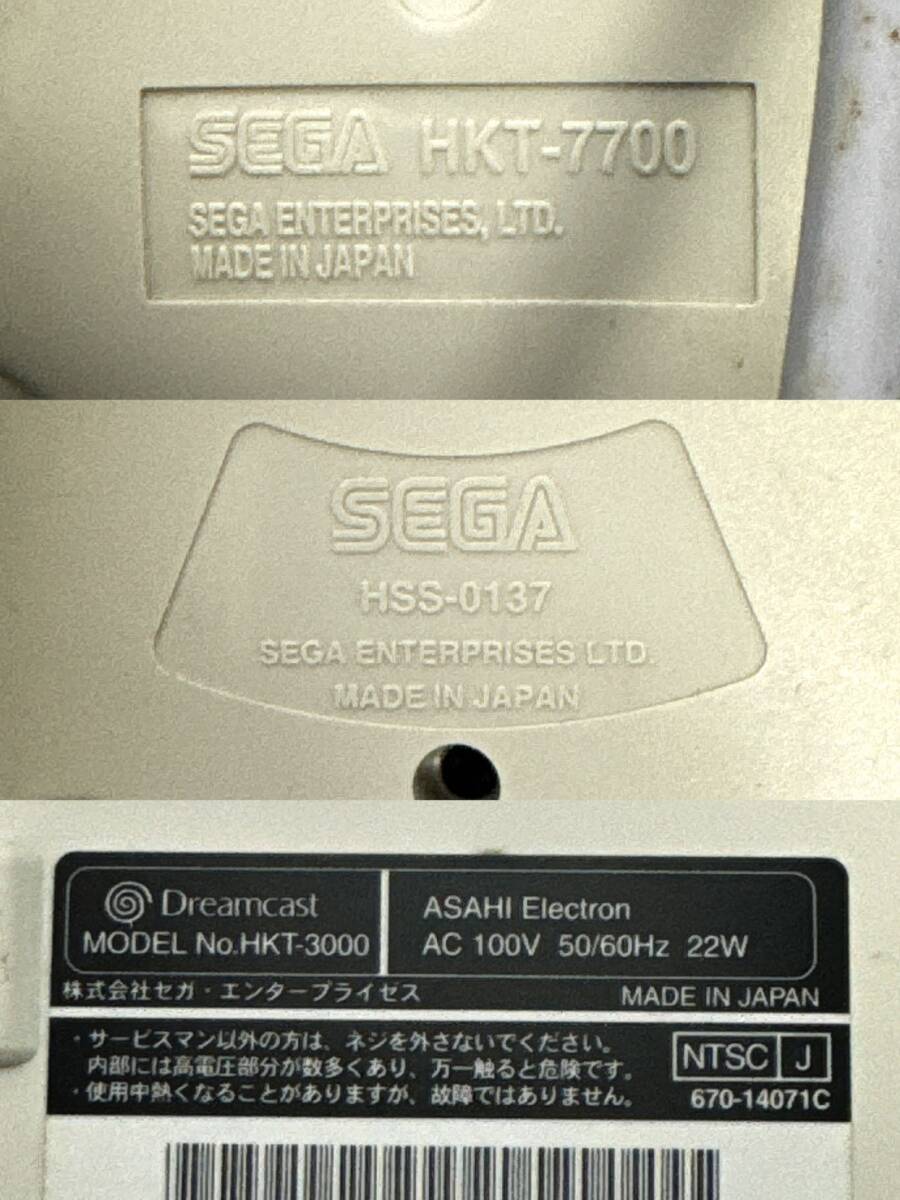 SEGA HKT-7700
SEGA ENTERPRISES, LTD.
MADE IN JAPAN
SEGA
HSS-0137
SEGA ENTERPRISES LTD.
MADE IN JAPAN
Dreamcast
MODEL No.HKT-3000
ASAHI Electron
AC 100V 50/60Hz 22W
株式会社セガ・エンタープライゼス
MADE IN JAPAN
・サービスマン以外の方は、ネジを外さないでください。
内部には高電圧部分が数多くあり、万一触ると危険です。
・使用中熱くなることがありますが、故障ではありません。
NTSC J
670-14071C